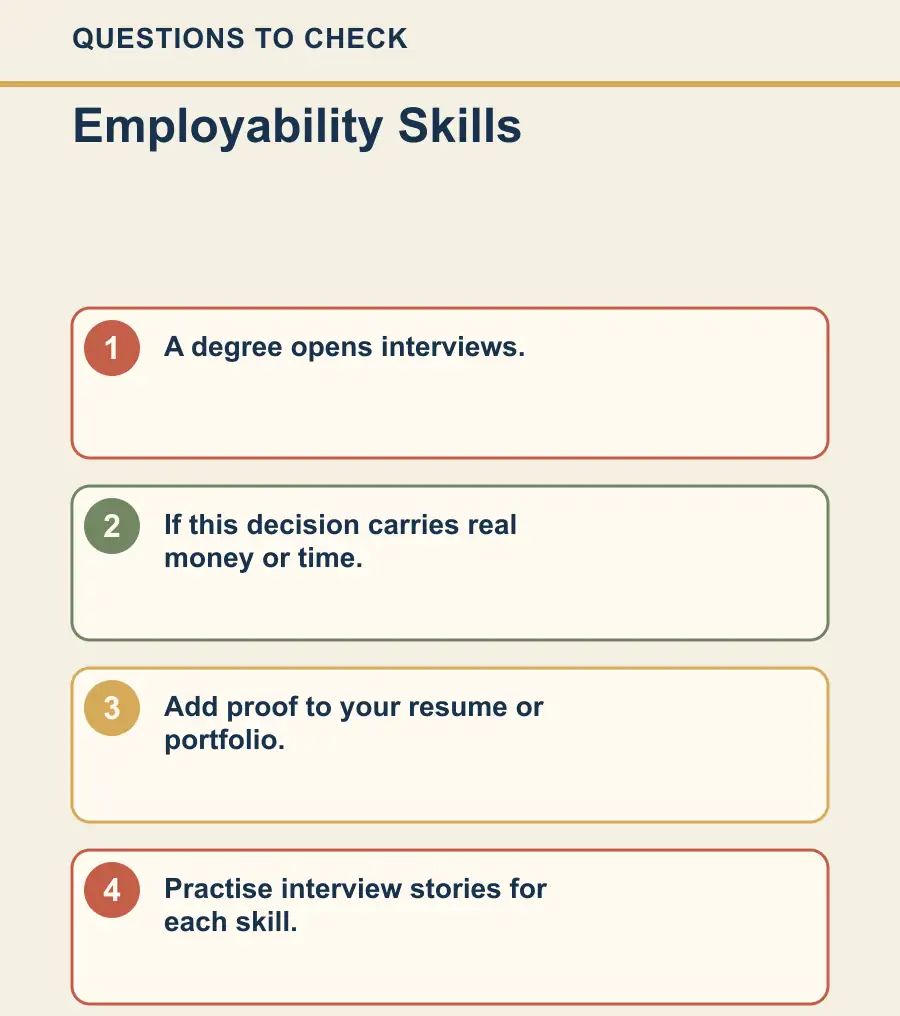 QUESTIONS TO CHECK
Employability Skills
1
A degree opens interviews.
2
If this decision carries real
money or time.
3
Add proof to your resume or
portfolio.
4
Practise interview stories for
each skill.